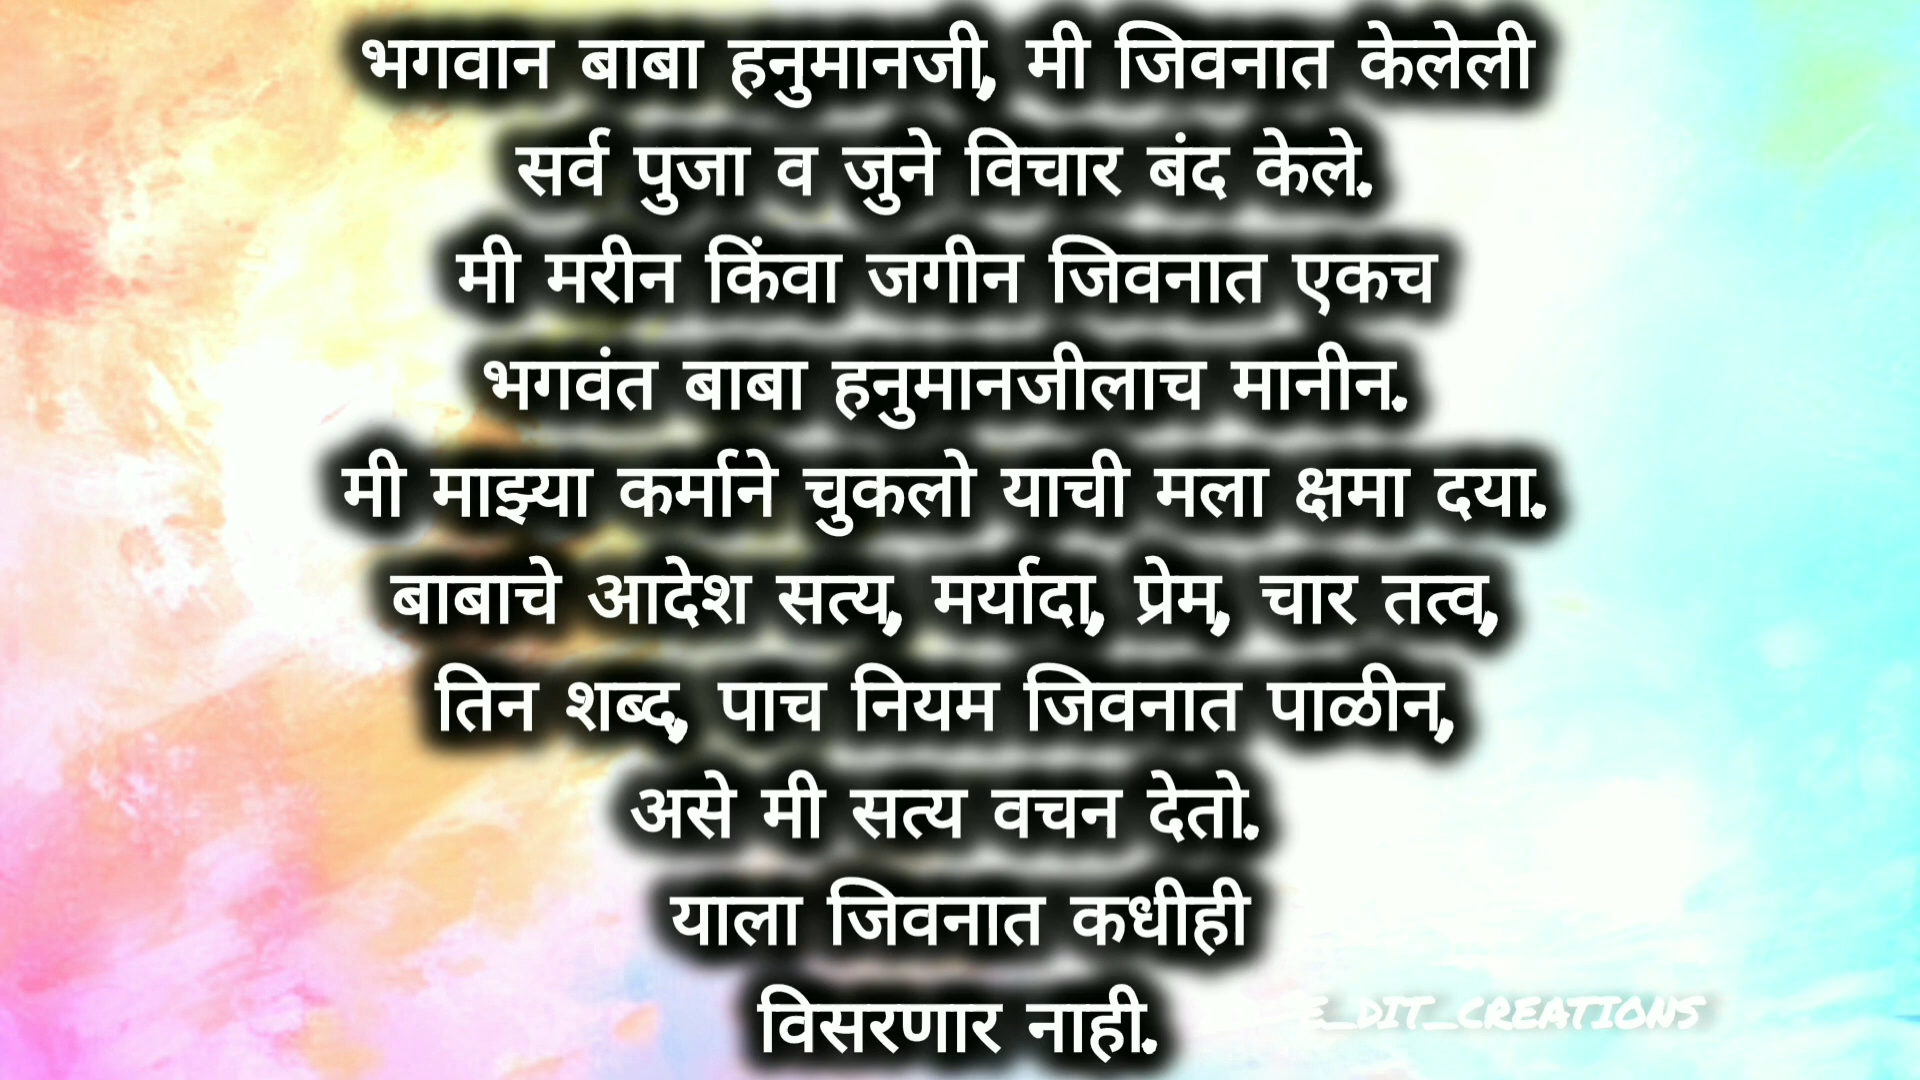 भगवान बाबा हनुमानजी, मी जिवनात केलेली
सर्व पुजा व जुने विचार बंद केले.
मी मरीन किंवा जगीन जिवनात एकच
भगवंत बाबा हनुमानजीलाच मानीन.
मी माझ्या कर्माने चुकलो याची मला क्षमा दया.
बाबाचे आदेश सत्य, मर्यादा, प्रेम, चार तत्व,
तिन शब्द, पाच नियम जिवनात पाळीन,
असे मी सत्य वचन देतो.
याला जिवनात कधीही
विसरणार नाही.
E_DIT_CREATIONS